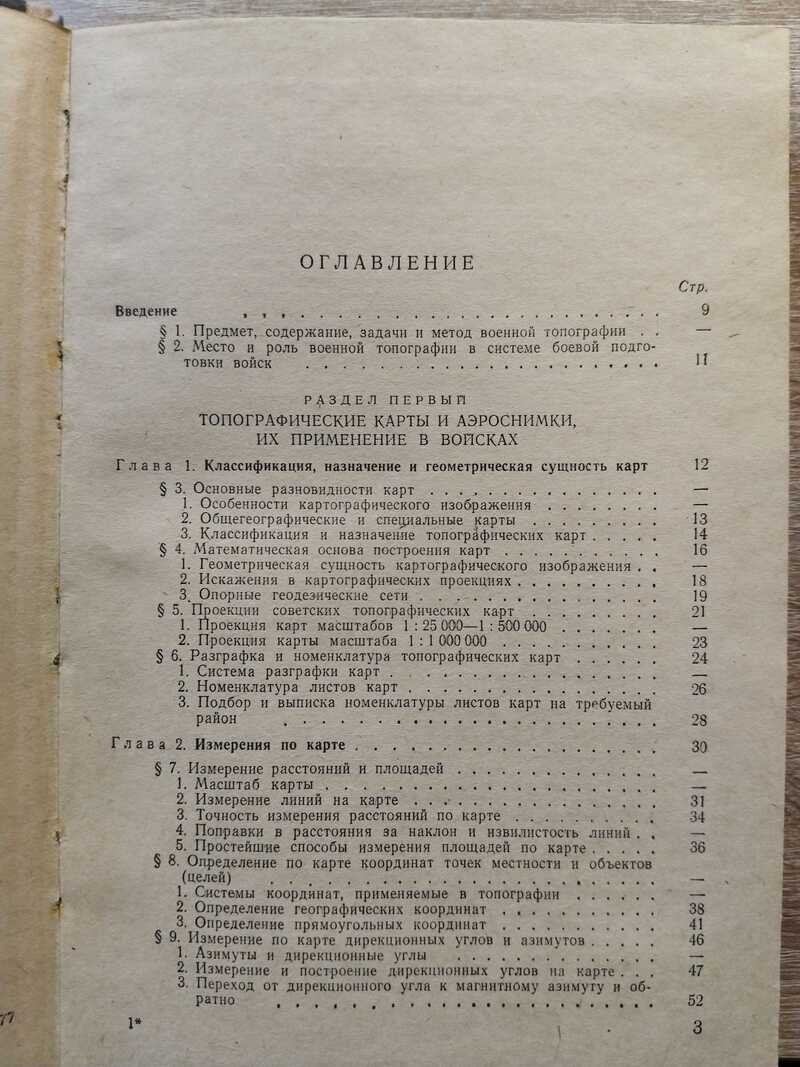 ОГЛАВЛЕНИЕ
Стр.
Введение . . . . . . . . . . . . . . . . . . . . . . . 9
§ 1. Предмет, содержание, задачи и метод военной топографии . . —
§ 2. Место и роль военной топографии в системе боевой подго-
товки войск . . . . . . . . . . . . . . . . . . . . 11
РАЗДЕЛ ПЕРВЫЙ
ТОПОГРАФИЧЕСКИЕ КАРТЫ И АЭРОСНИМКИ,
ИХ ПРИМЕНЕНИЕ В ВОЙСКАХ
Глава 1. Классификация, назначение и геометрическая сущность карт 12
§ 3. Основные разновидности карт . . . . . . . . . . . . . . . —
1. Особенности картографического изображения . . . . . . . . —
2. Общегеографические и специальные карты . . . . . . . . . 13
3. Классификация и назначение топографических карт . . . . . 14
§ 4. Математическая основа построения карт . . . . . . . . . . . 16
1. Геометрическая сущность картографического изображения . . —
2. Искажения в картографических проекциях . . . . . . . . . . 18
3. Опорные геодезические сети . . . . . . . . . . . . . . . . 19
§ 5. Проекции советских топографических карт . . . . . . . . . 21
1. Проекция карт масштабов 1 : 25 000—1 : 500 000 . . . . . . . —
2. Проекция карты масштаба 1 : 1 000 000 . . . . . . . . . . . 23
§ 6. Разграфка и номенклатура топографических карт . . . . . . 24
1. Система разграфки карт . . . . . . . . . . . . . . . . . . —
2. Номенклатура листов карт . . . . . . . . . . . . . . . . . 26
3. Подбор и выписка номенклатуры листов карт на требуемый
район . . . . . . . . . . . . . . . . . . . . . . . 28
Глава 2. Измерения по карте . . . . . . . . . . . . . . . . . . . 30
§ 7. Измерение расстояний и площадей . . . . . . . . . . . . . —
1. Масштаб карты . . . . . . . . . . . . . . . . . . . . . . —
2. Измерение линий на карте . . . . . . . . . . . . . . . . . 31
3. Точность измерения расстояний по карте . . . . . . . . . . 34
4. Поправки в расстояния за наклон и извилистость линий . . —
5. Простейшие способы измерения площадей по карте . . . . . 36
§ 8. Определение по карте координат точек местности и объектов
(целей) . . . . . . . . . . . . . . . . . . . . . . —
1. Системы координат, применяемые в топографии . . . . . . —
2. Определение географических координат . . . . . . . . . . . 38
3. Определение прямоугольных координат . . . . . . . . . . . 41
§ 9. Измерение по карте дирекционных углов и азимутов . . . . . 46
1. Азимуты и дирекционные углы . . . . . . . . . . . . . . —
2. Измерение и построение дирекционных углов на карте . . . 47
3. Переход от дирекционного угла к магнитному азимуту и об-
ратно . . . . . . . . . . . . . . . . . . . . . . . 52
1*
3